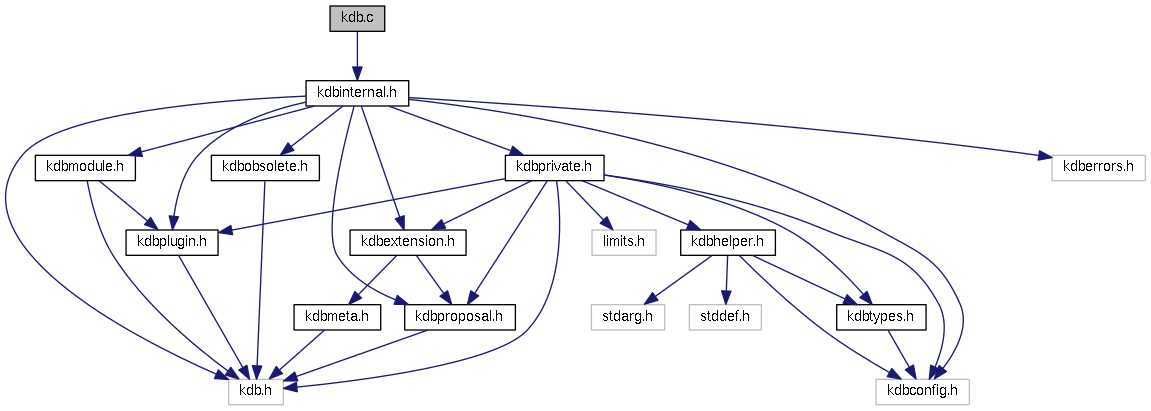 kdb.c
kdbinternal.h
kdbmodule.h
kdbobsolete.h
kdbprivate.h
kdberrors.h
kdbplugin.h
kdbextension.h
limits.h
kdbhelper.h
kdbmeta.h
kdbproposal.h
stdarg.h
stddef.h
kdbtypes.h
kdb.h
kdbconfig.h